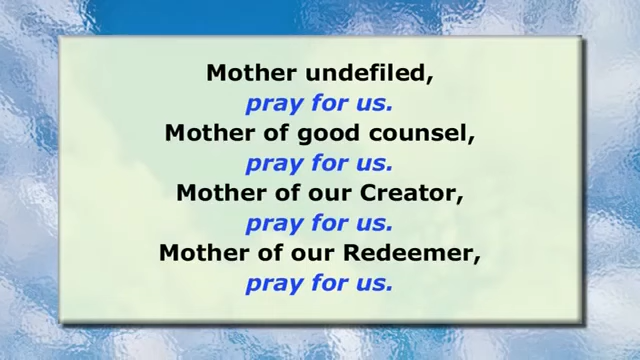 Mother undefiled,
pray for us.
Mother of good counsel,
pray for us.
Mother of our Creator,
pray for us.
Mother of our Redeemer,
pray for us.